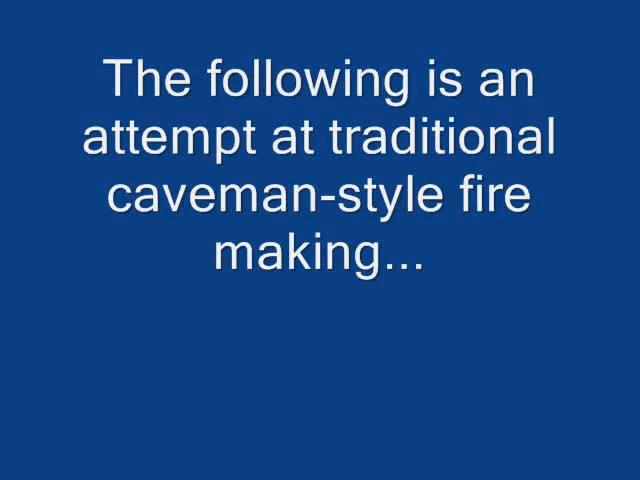 The following is an
attempt at traditional
caveman-style fire
making...